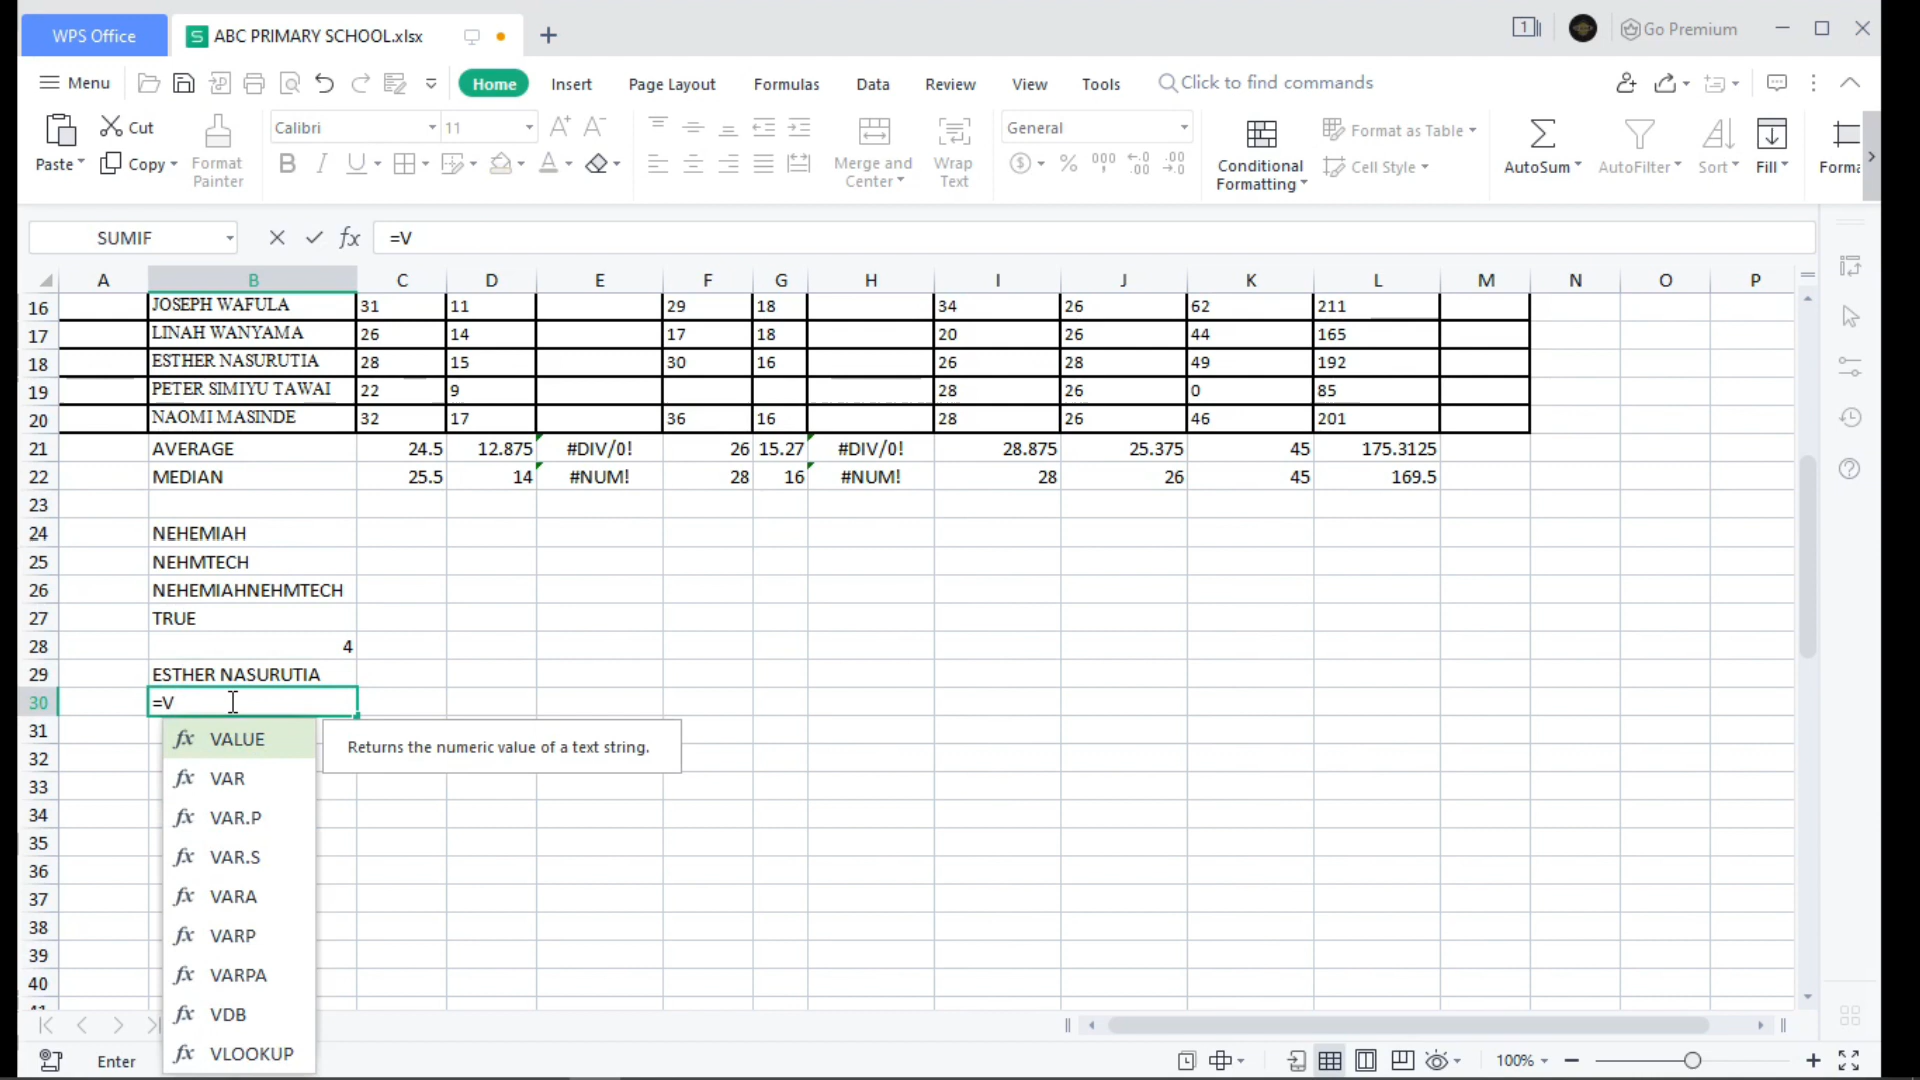 WPS Office ABC PRIMARY SCHOOL.xlsx Go Premium
Menu Home Insert Page Layout Formulas Data Review View Tools Click to find commands
Paste Cut Copy Format Painter Calibri 11 Merge and Center Wrap Text General Conditional Formatting Format as Table Cell Style AutoSum AutoFilter Sort Fill Forma
SUMIF fx =V
A B C D E F G H I J K L M N O P
16 JOSEPH WAFULA 31 11 29 18 34 26 62 211
17 LINAH WANYAMA 26 14 17 18 20 26 44 165
18 ESTHER NASURUTIA 28 15 30 16 26 28 49 192
19 PETER SIMIYU TAWAI 22 9 28 26 0 85
20 NAOMI MASINDE 32 17 36 16 28 26 46 201
21 AVERAGE 24.5 12.875 #DIV/0! 26 15.27 #DIV/0! 28.875 25.375 45 175.3125
22 MEDIAN 25.5 14 #NUM! 28 16 #NUM! 28 26 45 169.5
23
24 NEHEMIAH
25 NEHMTECH
26 NEHEMIAHNEHMTECH
27 TRUE
28 4
29 ESTHER NASURUTIA
30 =V
31 fx VALUE Returns the numeric value of a text string.
32
33 fx VAR
34 fx VAR.P
35
36 fx VAR.S
37 fx VARA
38
39 fx VARP
40 fx VARPA
fx VDB
fx VLOOKUP
Enter 100%